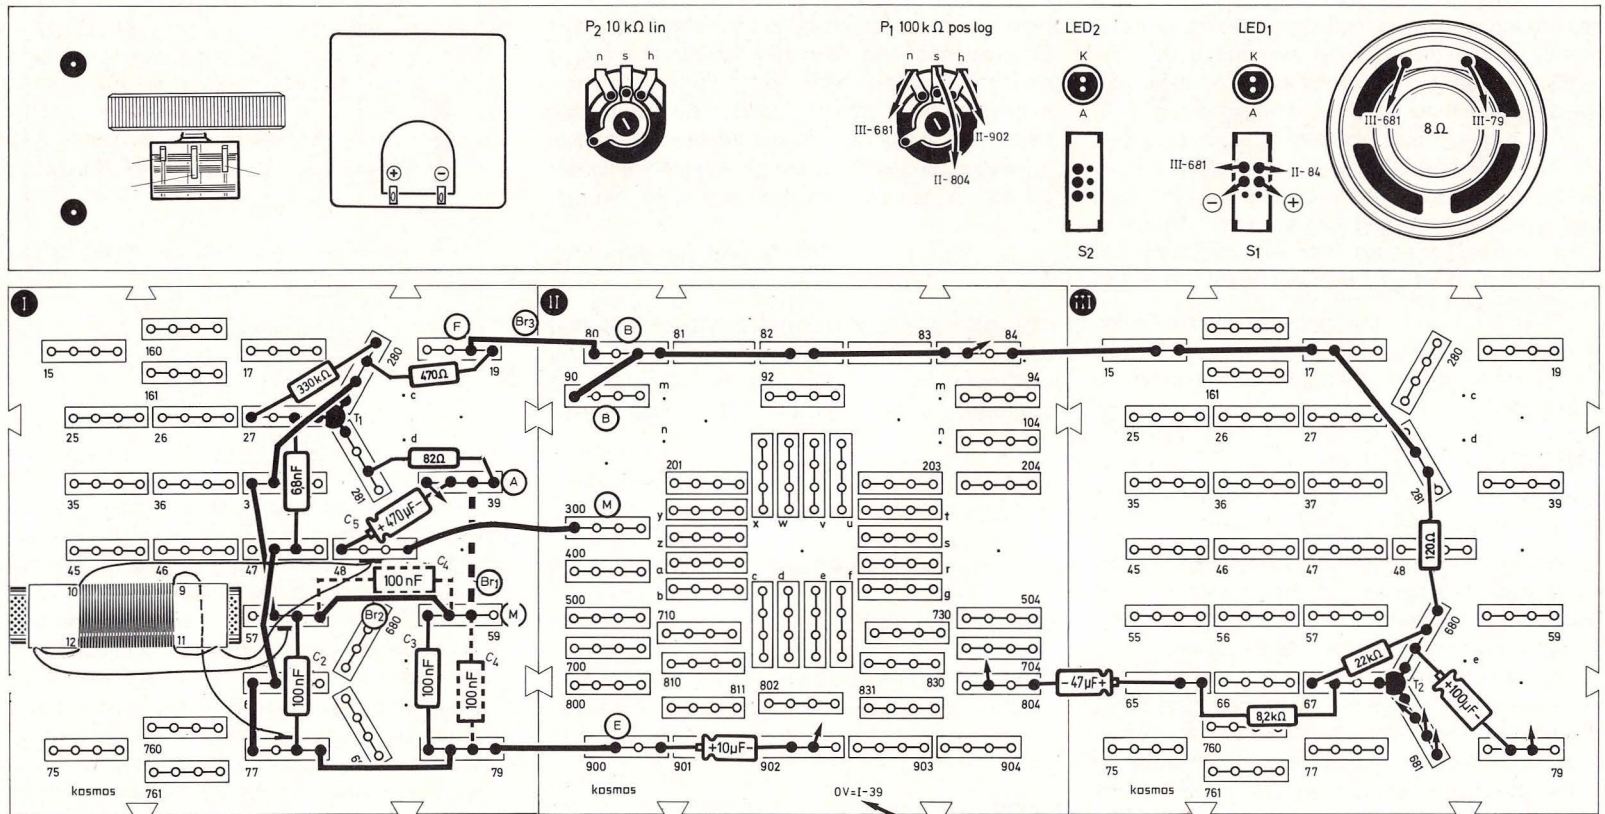 P2 10 kΩ lin
P1 100 kΩ pos log
LED2
LED1
n s h
n s h
K
K
A
A
III-681
II-902
II-804
+ −
III-681
II-84
− +
III-681
III-79
8 Ω
S2
S1
I
II
III
F
Br3
B
160
15
17
280
19
80
81
82
83
84
15
161
17
280
19
330kΩ
470Ω
161
c
90
m
92
m
94
161
c
B
T1
25
26
27
n
n
104
25
26
27
d
82Ω
d
201
203
204
281
281
A
35
36
3
39
6,8nF
35
36
37
39
C5
+470µF−
300
M
y
x
w
v
u
t
45
46
47
48
z
s
45
46
47
48
120Ω
400
a
r
10
9
C4
100nF
Br1
c
d
e
f
500
b
g
504
12
11
57
Br2
680
C3
59
M
710
730
55
56
57
680
59
C2
100nF
100nF
C4
100nF
700
704
22kΩ
e
810
830
−47µF+
T2
+100µF−
800
811
802
831
804
65
66
67
8,2kΩ
760
E
760
681
75
77
79
900
901
+10µF−
902
903
904
75
77
79
761
761
kosmos
kosmos
0V=I-39
kosmos